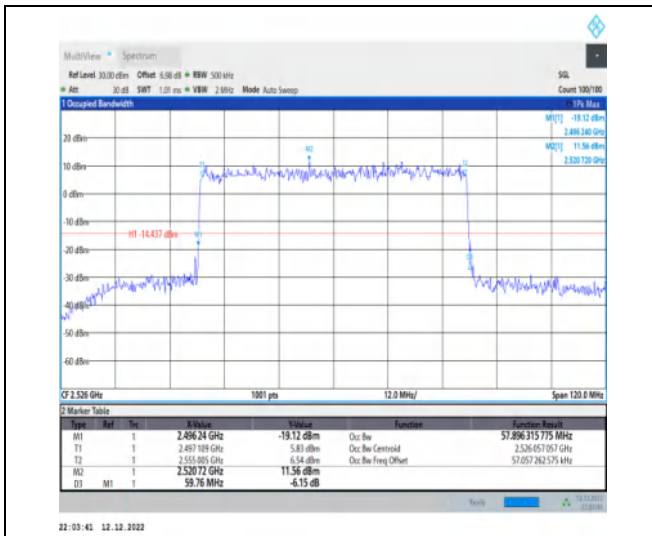 MultiView Spectrum
Ref Level 30.00 dBm Offset 6.98 dB RBW 500 kHz SGL
Att 30 dB SWT 1.01 ms VBW 2 MHz Mode Auto Sweep Count 100/100
1 Occupied Bandwidth 1Pk Max
M1[1] -19.12 dBm
2.496 240 GHz
M2[1] 11.56 dBm
2.520 720 GHz
20 dBm
M2
T1 T2
10 dBm
0 dBm
-10 dBm
H1 -14.437 dBm
M1
-20 dBm
D3
-30 dBm
-40 dBm
-50 dBm
-60 dBm
CF 2.526 GHz 1001 pts 12.0 MHz/ Span 120.0 MHz
2 Marker Table
Type Ref Trc X-Value Y-Value Function Function Result
M1 1 2.496 24 GHz -19.12 dBm Occ Bw 57.896 315 775 MHz
T1 1 2.497 109 GHz 5.83 dBm Occ Bw Centroid 2.526 057 057 GHz
T2 1 2.555 005 GHz 6.54 dBm Occ Bw Freq Offset 57.057 262 575 kHz
M2 1 2.520 72 GHz 11.56 dBm
D3 M1 1 59.76 MHz -6.15 dB
Ready
22:03:41 12.12.2022